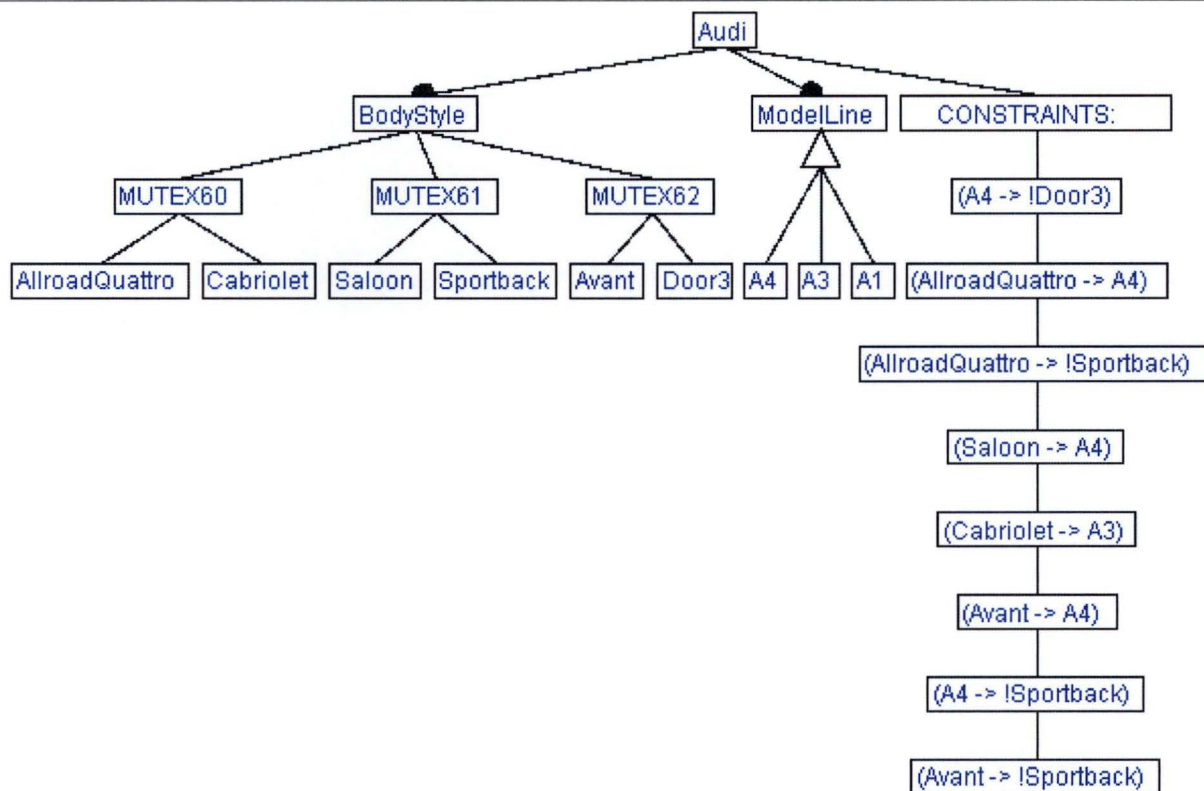 Audi
BodyStyle
ModelLine
CONSTRAINTS:
MUTEX60
MUTEX61
MUTEX62
(A4 -> !Door3)
AllroadQuattro
Cabriolet
Saloon
Sportback
Avant
Door3
A4
A3
A1
(AllroadQuattro -> A4)
(AllroadQuattro -> !Sportback)
(Saloon -> A4)
(Cabriolet -> A3)
(Avant -> A4)
(A4 -> !Sportback)
(Avant -> !Sportback)